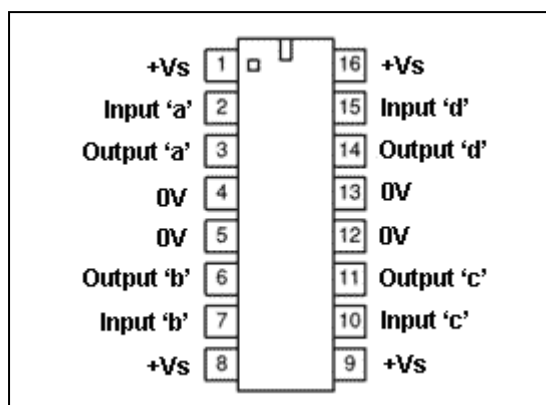 +Vs 1 16 +Vs
Input ‘a’ 2 15 Input ‘d’
Output ‘a’ 3 14 Output ‘d’
0V 4 13 0V
0V 5 12 0V
Output ‘b’ 6 11 Output ‘c’
Input ‘b’ 7 10 Input ‘c’
+Vs 8 9 +Vs